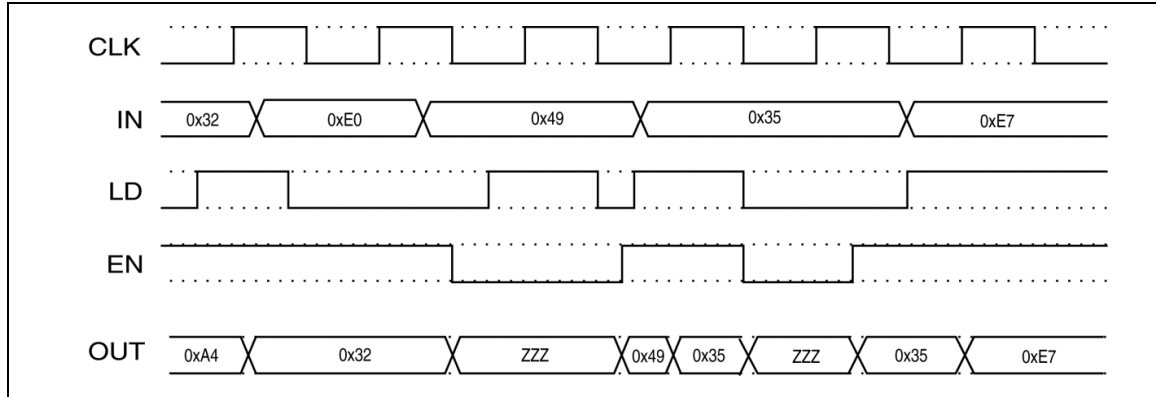 CLK
IN 0x32 0xE0 0x49 0x35 0xE7
LD
EN
OUT 0xA4 0x32 ZZZ 0x49 0x35 ZZZ 0x35 0xE7